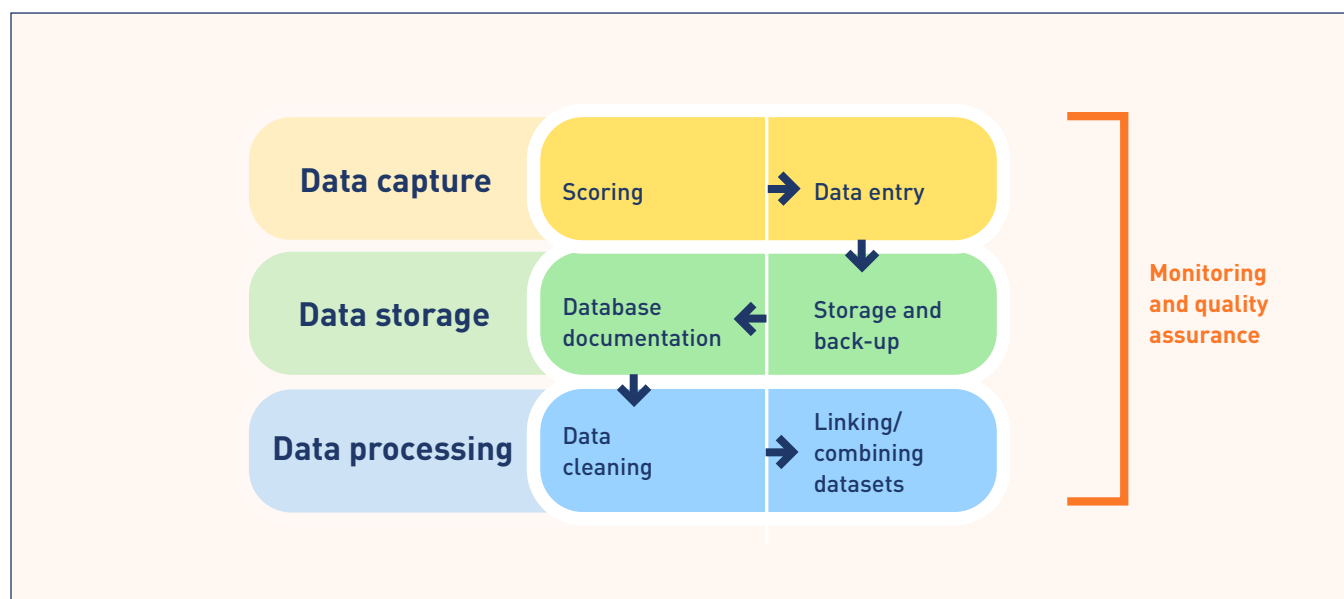 Data capture
Scoring
Data entry
Data storage
Database
documentation
Storage and
back-up
Data processing
Data
cleaning
Linking/
combining
datasets
Monitoring
and quality
assurance